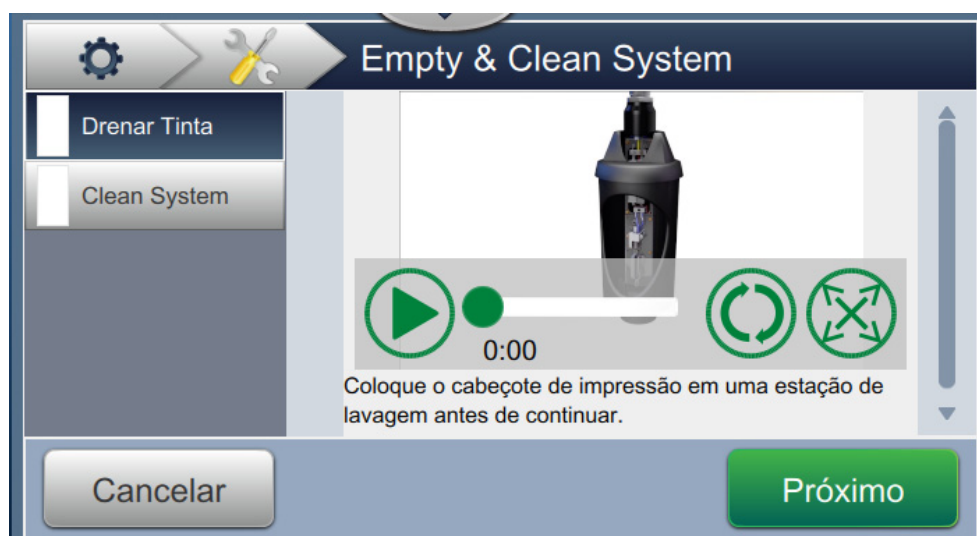 Empty & Clean System
Drenar Tinta
Clean System
0:00
Coloque o cabeçote de impressão em uma estação de
lavagem antes de continuar.
Cancelar
Próximo